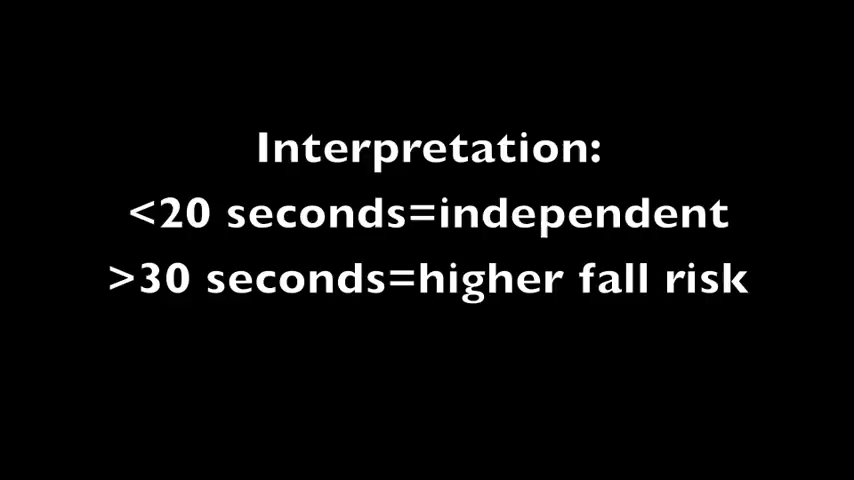 Interpretation:
<20 seconds=independent
>30 seconds=higher fall risk